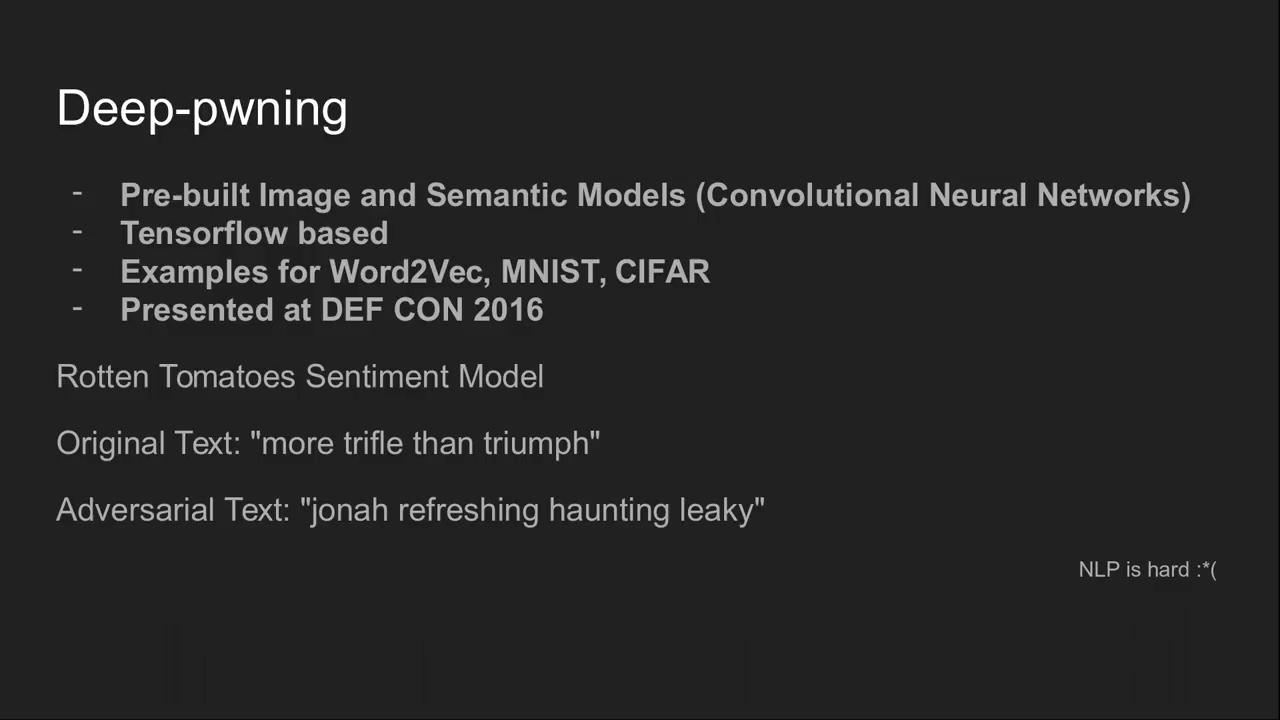 Deep-pwning
- Pre-built Image and Semantic Models (Convolutional Neural Networks)
- Tensorflow based
- Examples for Word2Vec, MNIST, CIFAR
- Presented at DEF CON 2016
Rotten Tomatoes Sentiment Model
Original Text: "more trifle than triumph"
Adversarial Text: "jonah refreshing haunting leaky"
NLP is hard :*(